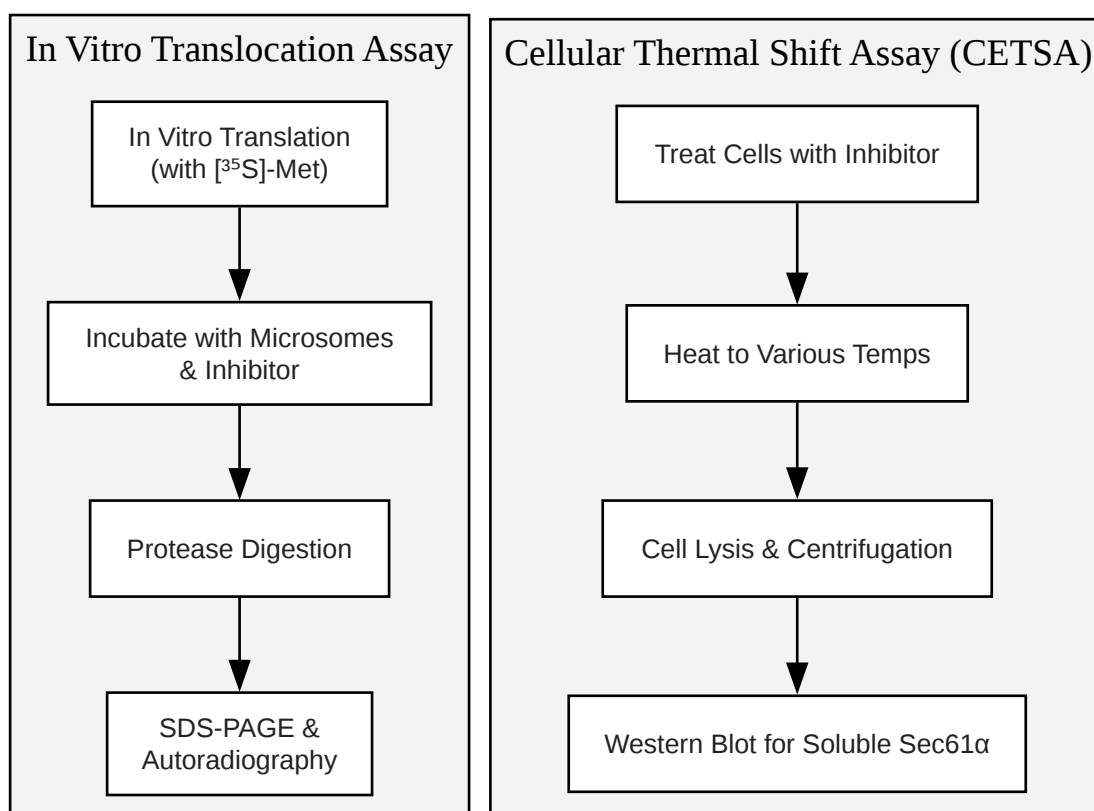 In Vitro Translocation Assay
In Vitro Translation
(with [³⁵S]-Met)
Incubate with Microsomes
& Inhibitor
Protease Digestion
SDS-PAGE &
Autoradiography
Cellular Thermal Shift Assay (CETSA)
Treat Cells with Inhibitor
Heat to Various Temps
Cell Lysis & Centrifugation
Western Blot for Soluble Sec61α